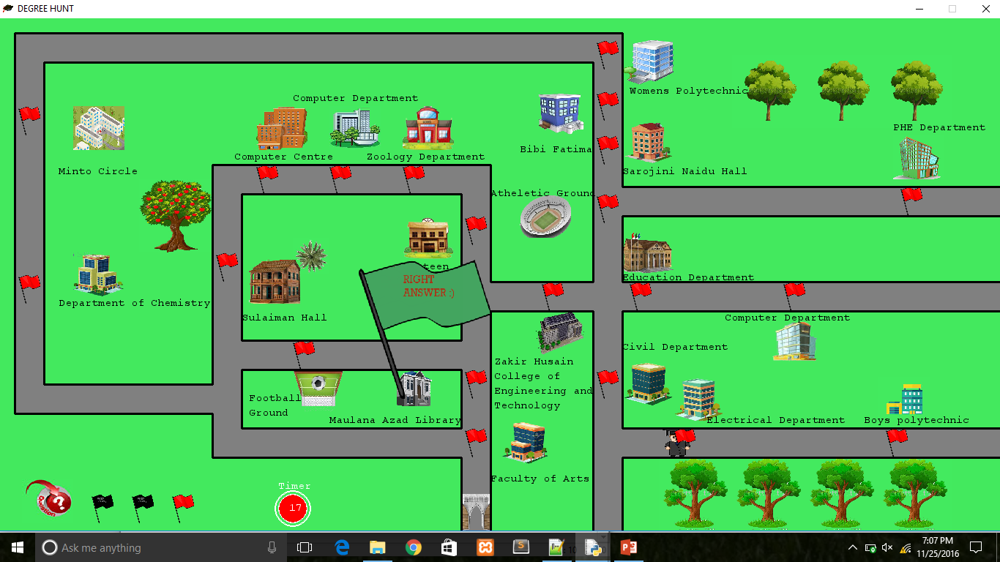 DEGREE HUNT
Womens Polytechnic
Computer Department
PHE Department
Bibi Fatima
Computer Centre
Zoology Department
Minto Circle
Sarojini Naidu Hall
Atheletic Ground
teen
Education Department
RIGHT
ANSWER :)
Department of Chemistry
Sulaiman Hall
Computer Department
Civil Department
Zakir Husain
College of
Engineering and
Technology
Football
Ground
Maulana Azad Library
Electrical Department
Boys polytechnic
Faculty of Arts
Timer
17
Question
Ask me anything
7:07 PM
11/25/2016